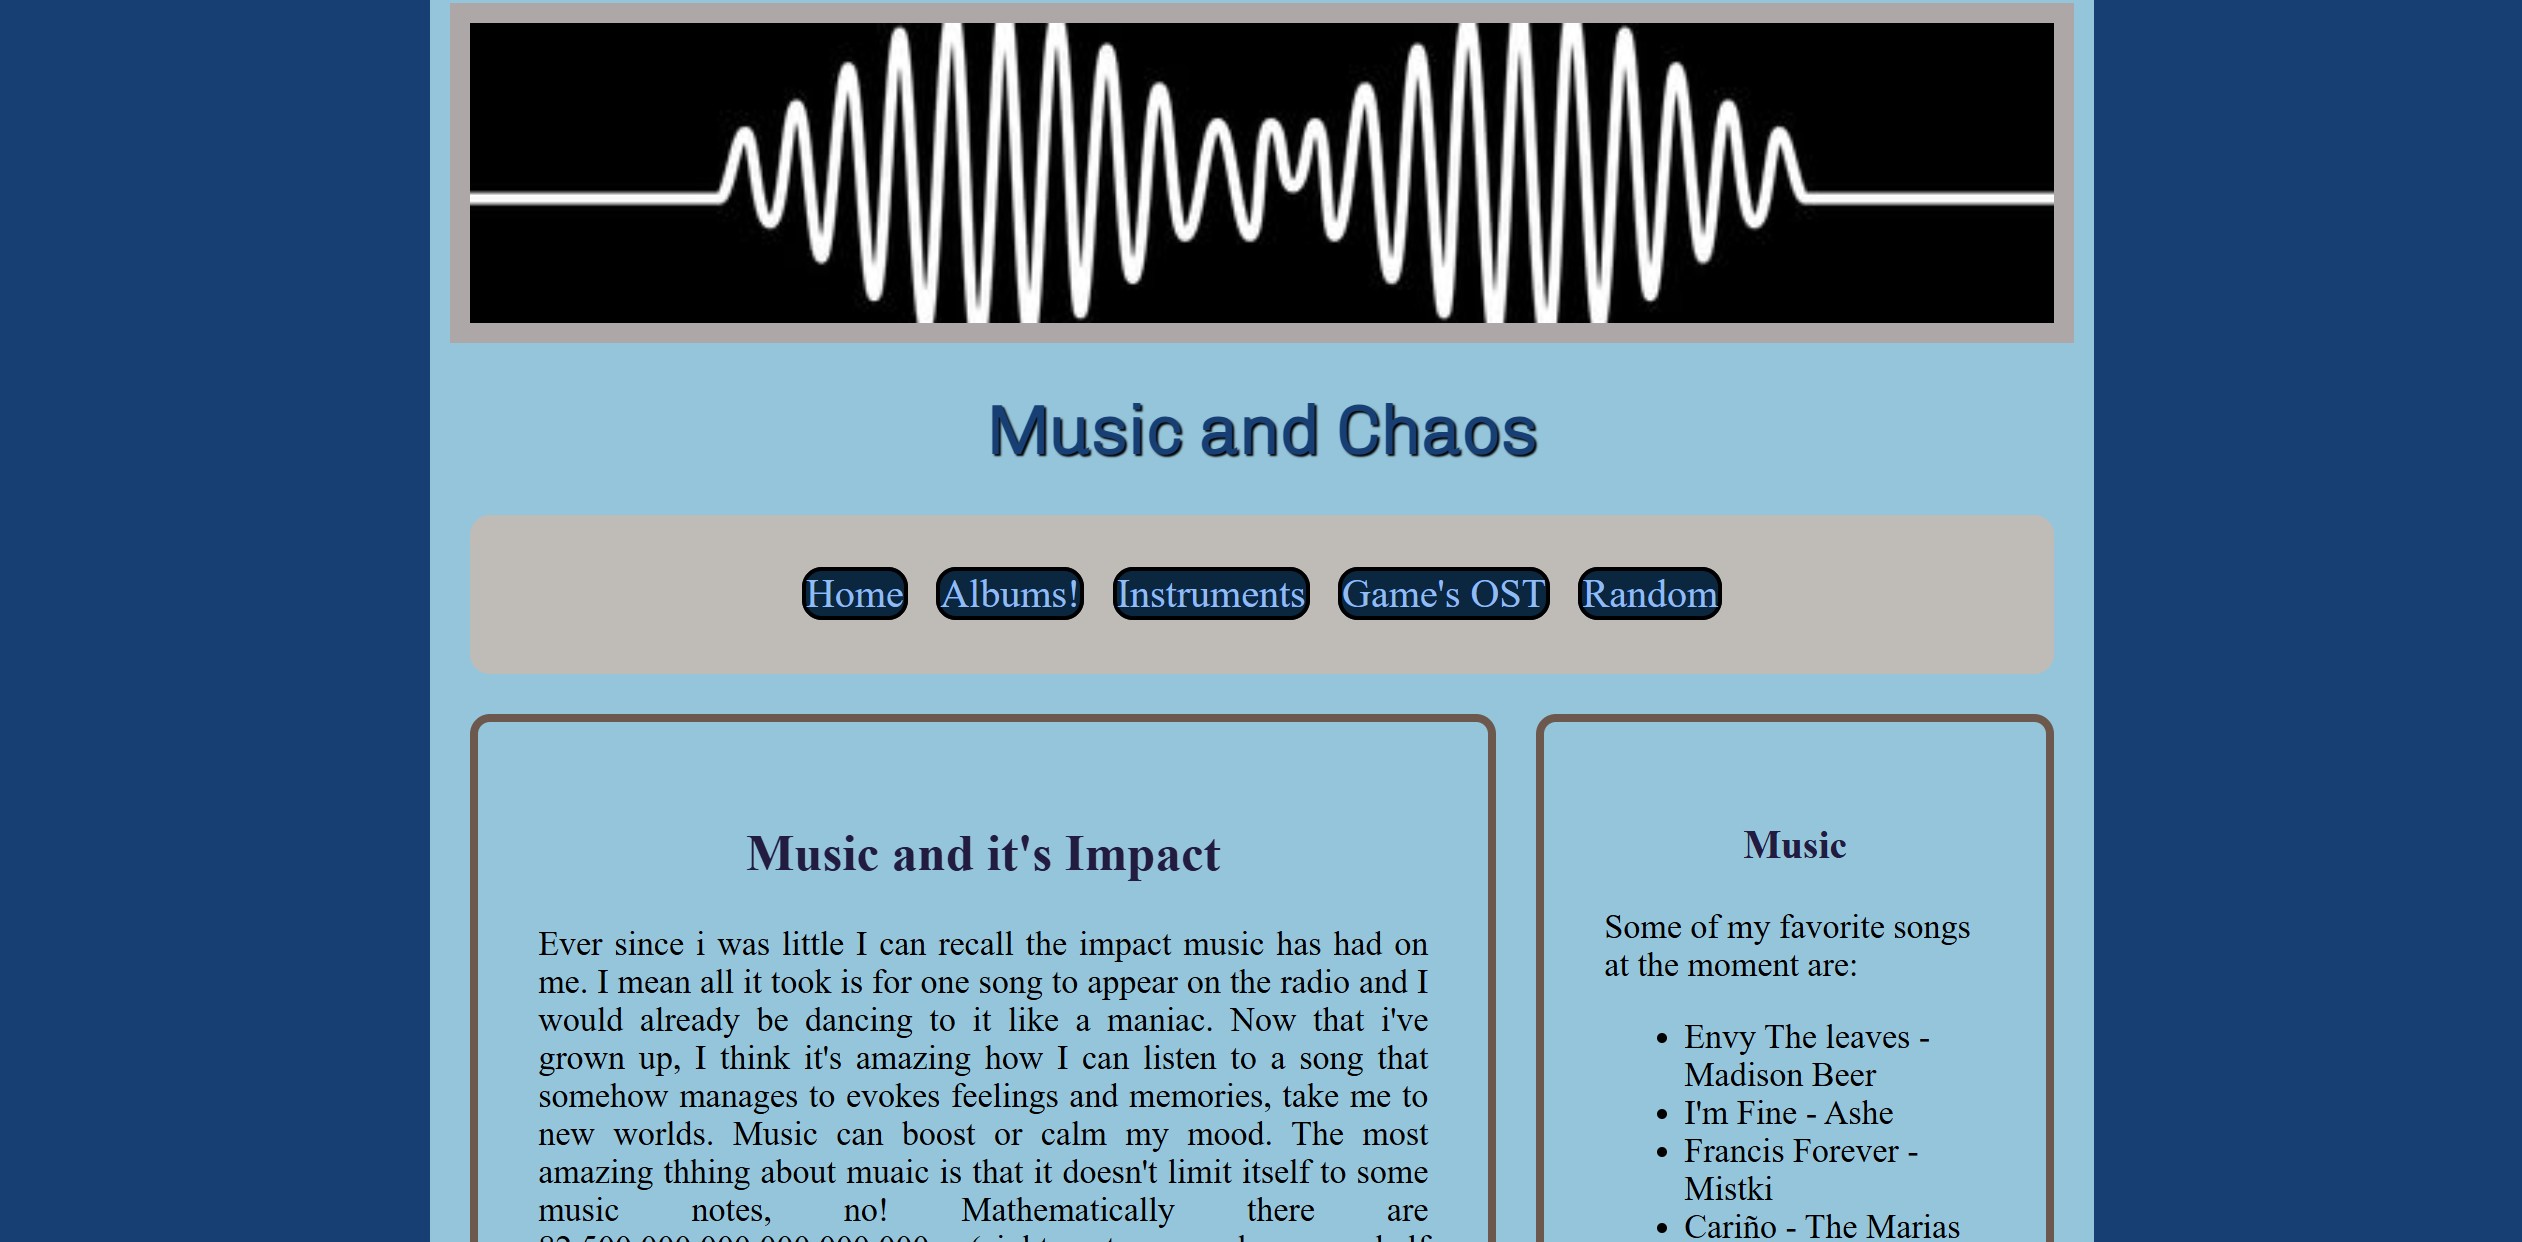 Music and Chaos
Home Albums! Instruments Game's OST Random
Music and it's Impact
Ever since i was little I can recall the impact music has had on
me. I mean all it took is for one song to appear on the radio and I
would already be dancing to it like a maniac. Now that i've
grown up, I think it's amazing how I can listen to a song that
somehow manages to evokes feelings and memories, take me to
new worlds. Music can boost or calm my mood. The most
amazing thhing about muaic is that it doesn't limit itself to some
music notes, no! Mathematically there are
Music
Some of my favorite songs
at the moment are:
• Envy The leaves -
Madison Beer
• I'm Fine - Ashe
• Francis Forever -
Mistki
• Cariño - The Marias